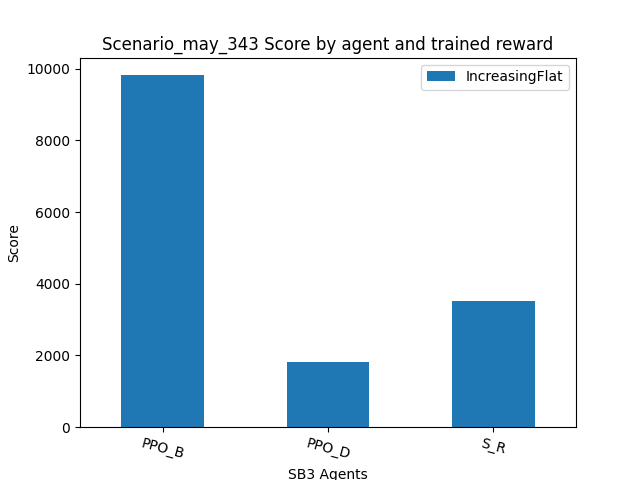 Scenario_may_343 Score by agent and trained reward
IncreasingFlat
10000
8000
6000
4000
2000
0
Score
PPO_B
PPO_D
S_R
SB3 Agents